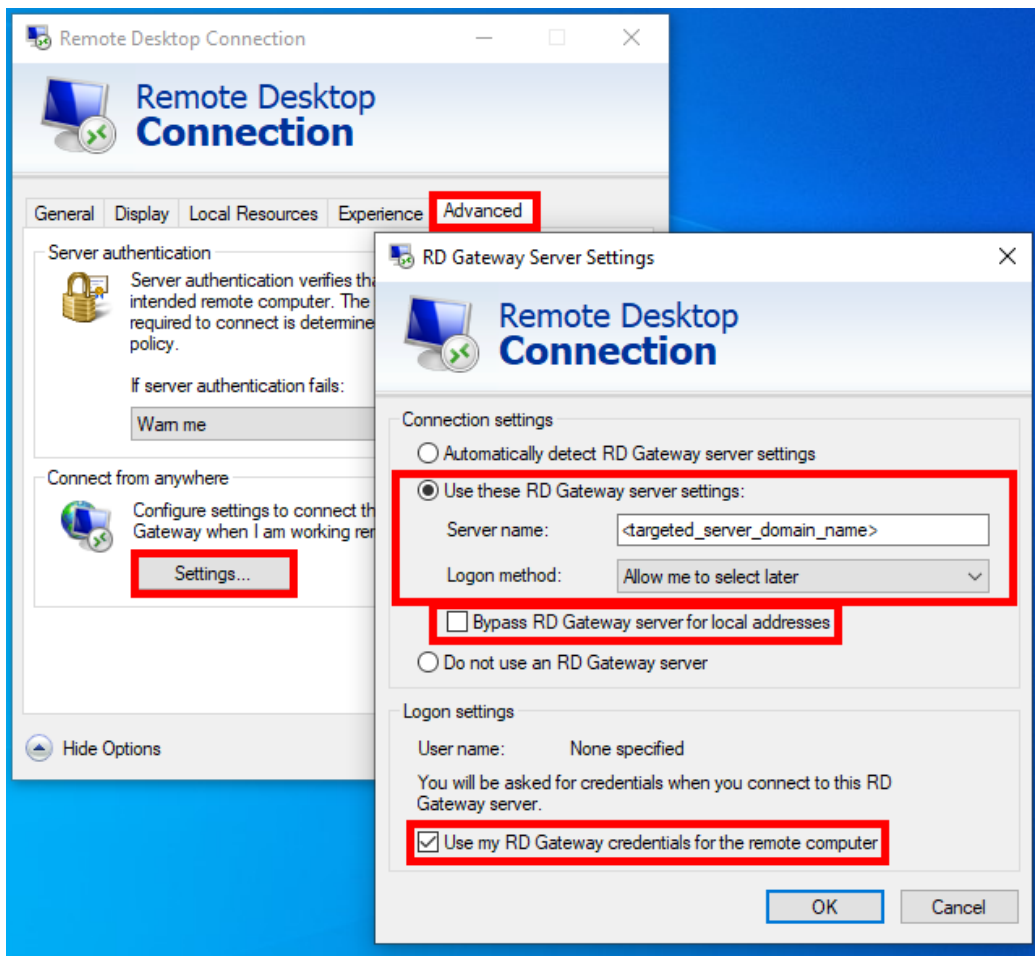 Remote Desktop Connection
Remote Desktop
Connection
General Display Local Resources Experience Advanced
Server authentication
Server authentication verifies tha
intended remote computer. The
required to connect is determine
policy.
If server authentication fails:
Warn me
Connect from anywhere
Configure settings to connect th
Gateway when I am working rer
Settings...
Hide Options
RD Gateway Server Settings
Remote Desktop
Connection
Connection settings
Automatically detect RD Gateway server settings
Use these RD Gateway server settings:
Server name: <targeted_server_domain_name>
Logon method: Allow me to select later
Bypass RD Gateway server for local addresses
Do not use an RD Gateway server
Logon settings
User name: None specified
You will be asked for credentials when you connect to this RD
Gateway server.
Use my RD Gateway credentials for the remote computer
OK Cancel